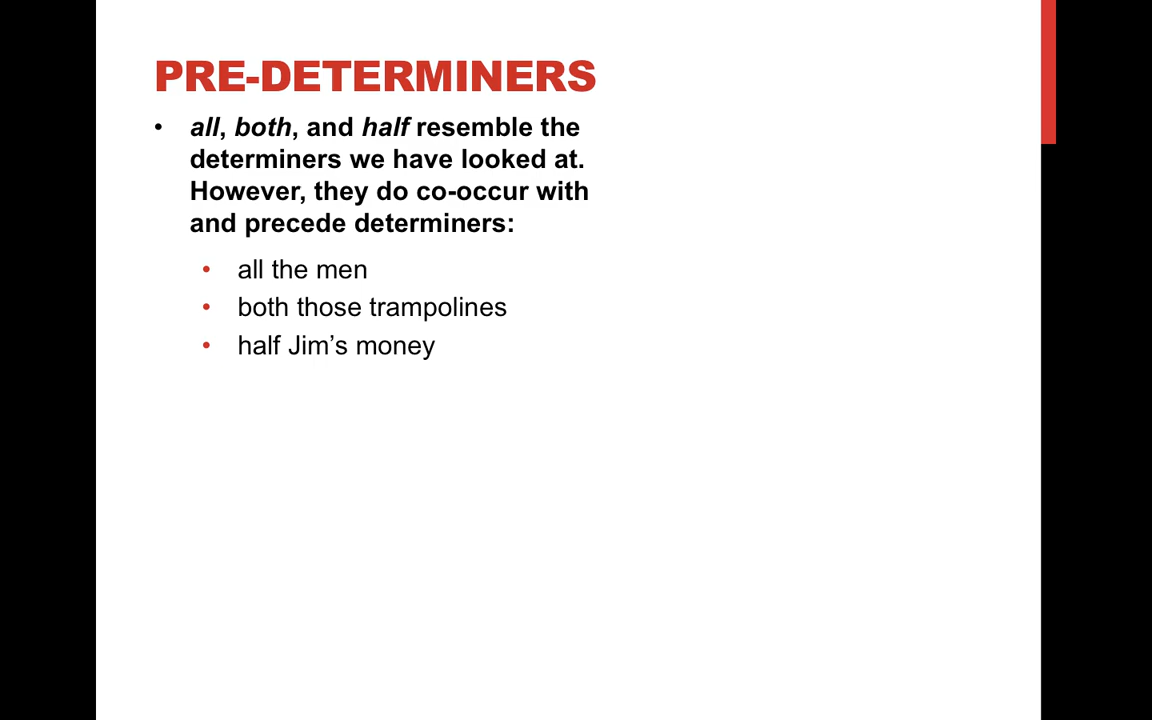 PRE-DETERMINERS
• all, both, and half resemble the
determiners we have looked at.
However, they do co-occur with
and precede determiners:
• all the men
• both those trampolines
• half Jim’s money